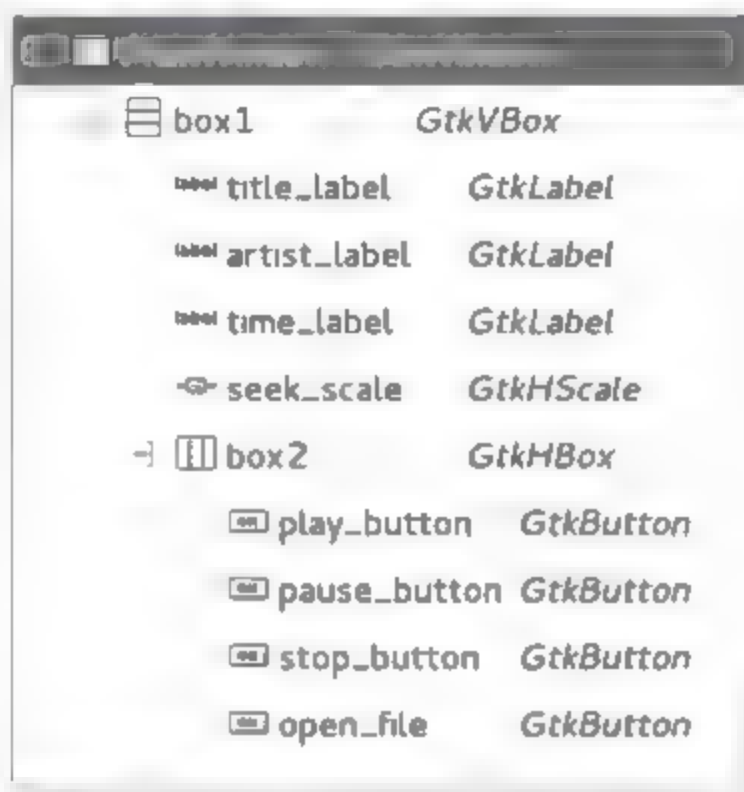 box1 GtkVBox
title_label GtkLabel
artist_label GtkLabel
time_label GtkLabel
seek_scale GtkHScale
box2 GtkHBox
play_button GtkButton
pause_button GtkButton
stop_button GtkButton
open_file GtkButton